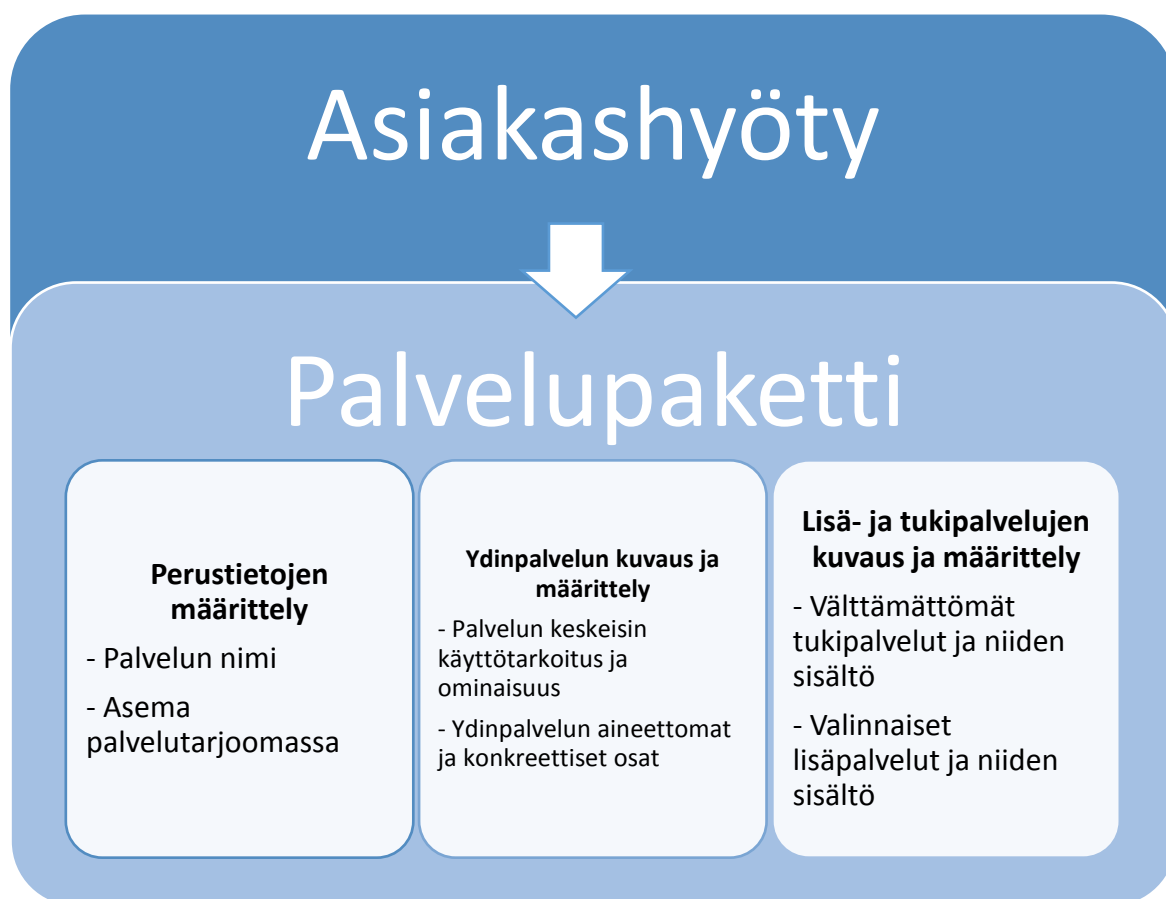 Asiakashyöty
Palvelupaketti
Perustietojen
määrittely
- Palvelun nimi
- Asema
palvelutarjoomassa
Ydinpalvelun kuvaus ja
määrittely
- Palvelun keskeisin
käyttötarkoitus ja
ominaisuus
- Ydinpalvelun aineettomat
ja konkreettiset osat
Lisä- ja tukipalvelujen
kuvaus ja määrittely
- Välttämättömät
tukipalvelut ja niiden
sisältö
- Valinnaiset
lisäpalvelut ja niiden
sisältö